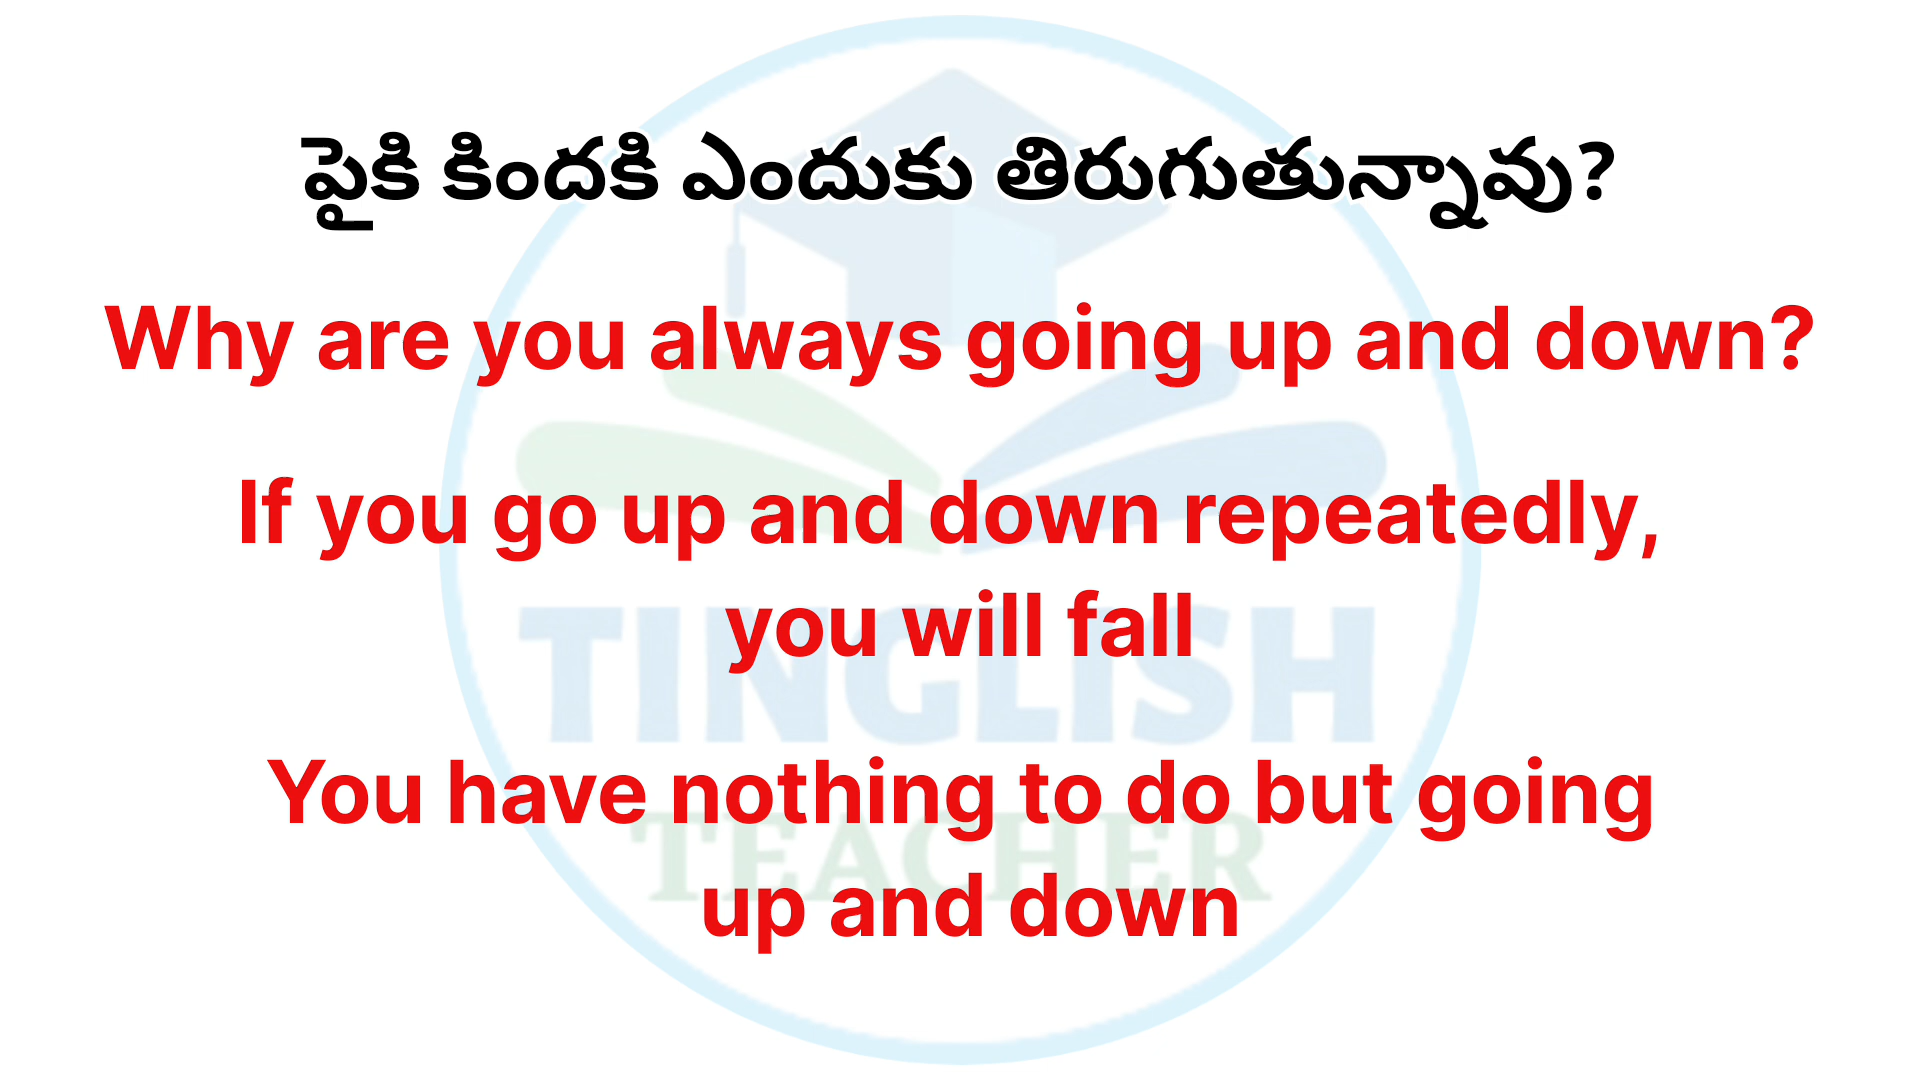 పైకి కిందకి ఎందుకు తిరుగుతున్నావు?
Why are you always going up and down?
If you go up and down repeatedly,
you will fall
TINGLISH
You have nothing to do but going
TEACHER
up and down